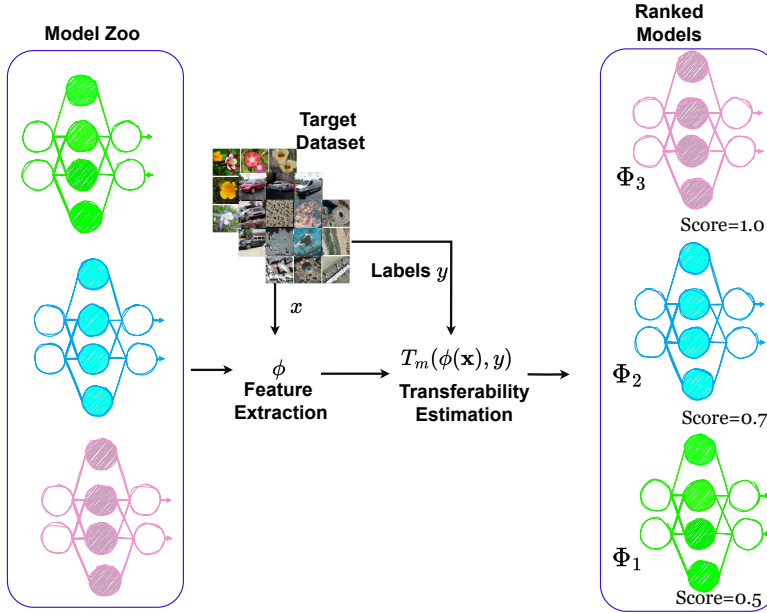 Model Zoo
Ranked
Models
Target
Dataset
Φ₃
Score=1.0
Labels y
x
Φ₂
ϕ
Feature
Extraction
T_m(ϕ(𝐱), y)
Transferability
Estimation
Score=0.7
Φ₁
Score=0.5